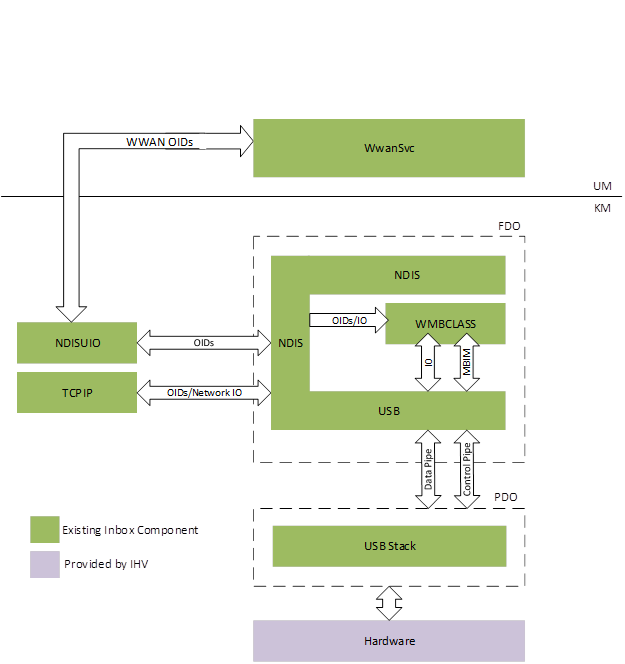 WWAN OIDs
WwanSvc
UM
KM
FDO
NDIS
OIDs/IO
WMBCLASS
NDISUIO
OIDs
NDIS
IO
MBIM
TCPIP
OIDs/Network IO
USB
Data Pipe
Control Pipe
PDO
Existing Inbox Component
USB Stack
Provided by IHV
Hardware